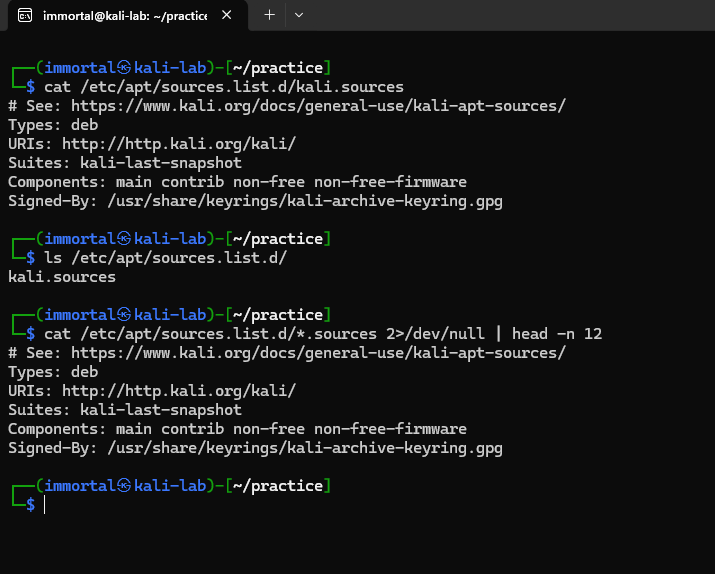 immortal@kali-lab: ~/practice
┌──(immortal㉿kali-lab)-[~/practice]
└─$ cat /etc/apt/sources.list.d/kali.sources
# See: https://www.kali.org/docs/general-use/kali-apt-sources/
Types: deb
URIs: http://http.kali.org/kali/
Suites: kali-last-snapshot
Components: main contrib non-free non-free-firmware
Signed-By: /usr/share/keyrings/kali-archive-keyring.gpg
┌──(immortal㉿kali-lab)-[~/practice]
└─$ ls /etc/apt/sources.list.d/
kali.sources
┌──(immortal㉿kali-lab)-[~/practice]
└─$ cat /etc/apt/sources.list.d/*.sources 2>/dev/null | head -n 12
# See: https://www.kali.org/docs/general-use/kali-apt-sources/
Types: deb
URIs: http://http.kali.org/kali/
Suites: kali-last-snapshot
Components: main contrib non-free non-free-firmware
Signed-By: /usr/share/keyrings/kali-archive-keyring.gpg
┌──(immortal㉿kali-lab)-[~/practice]
└─$